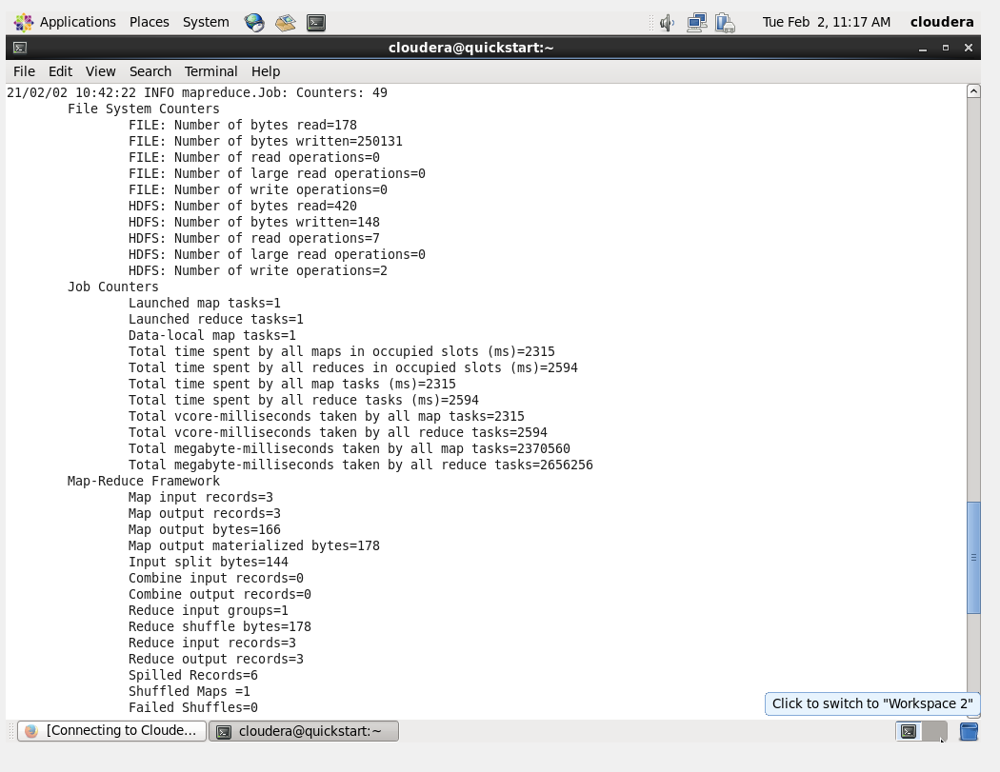 Applications Places System Tue Feb 2, 11:17 AM cloudera
cloudera@quickstart:~
File Edit View Search Terminal Help
21/02/02 10:42:22 INFO mapreduce.Job: Counters: 49
File System Counters
FILE: Number of bytes read=178
FILE: Number of bytes written=250131
FILE: Number of read operations=0
FILE: Number of large read operations=0
FILE: Number of write operations=0
HDFS: Number of bytes read=420
HDFS: Number of bytes written=148
HDFS: Number of read operations=7
HDFS: Number of large read operations=0
HDFS: Number of write operations=2
Job Counters
Launched map tasks=1
Launched reduce tasks=1
Data-local map tasks=1
Total time spent by all maps in occupied slots (ms)=2315
Total time spent by all reduces in occupied slots (ms)=2594
Total time spent by all map tasks (ms)=2315
Total time spent by all reduce tasks (ms)=2594
Total vcore-milliseconds taken by all map tasks=2315
Total vcore-milliseconds taken by all reduce tasks=2594
Total megabyte-milliseconds taken by all map tasks=2370560
Total megabyte-milliseconds taken by all reduce tasks=2656256
Map-Reduce Framework
Map input records=3
Map output records=3
Map output bytes=166
Map output materialized bytes=178
Input split bytes=144
Combine input records=0
Combine output records=0
Reduce input groups=1
Reduce shuffle bytes=178
Reduce input records=3
Reduce output records=3
Spilled Records=6
Shuffled Maps =1
Failed Shuffles=0
Click to switch to "Workspace 2"
[Connecting to Cloude... cloudera@quickstart:~